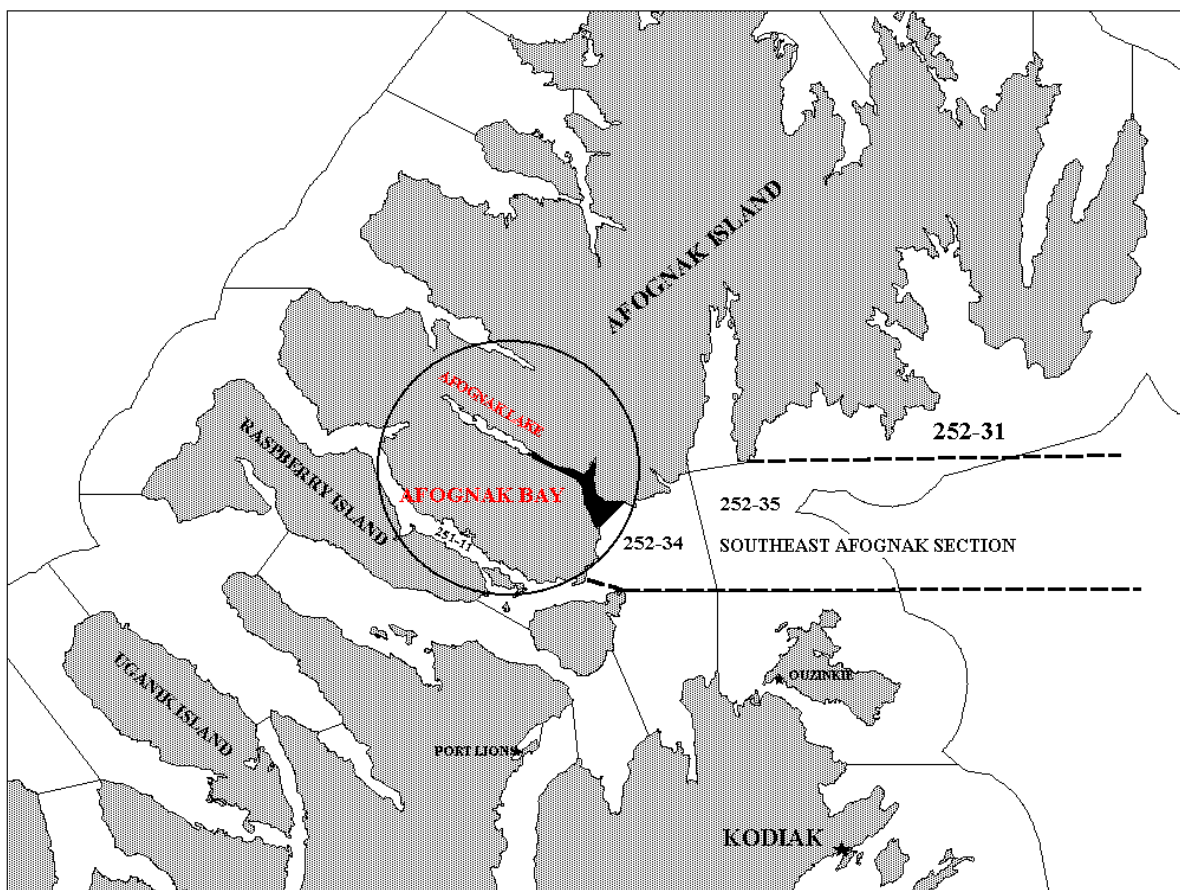 AFOGNAK ISLAND
AFOGNAK LAKE
RASPBERRY ISLAND
252-31
AFOGNAK BAY
252-35
251-11
252-34
SOUTHEAST AFOGNAK SECTION
UGANIK ISLAND
OUZINKIE
PORT LIONS
KODIAK